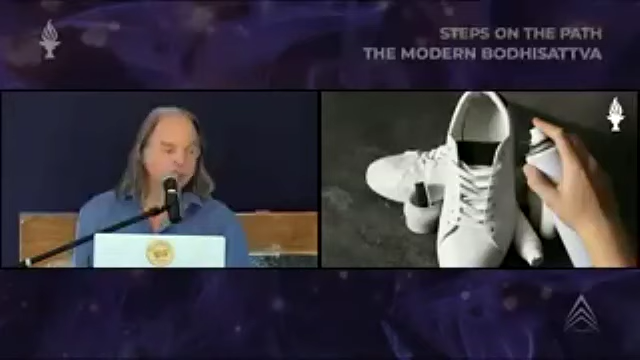 STEPS ON THE PATH
THE MODERN BODHISATTVA